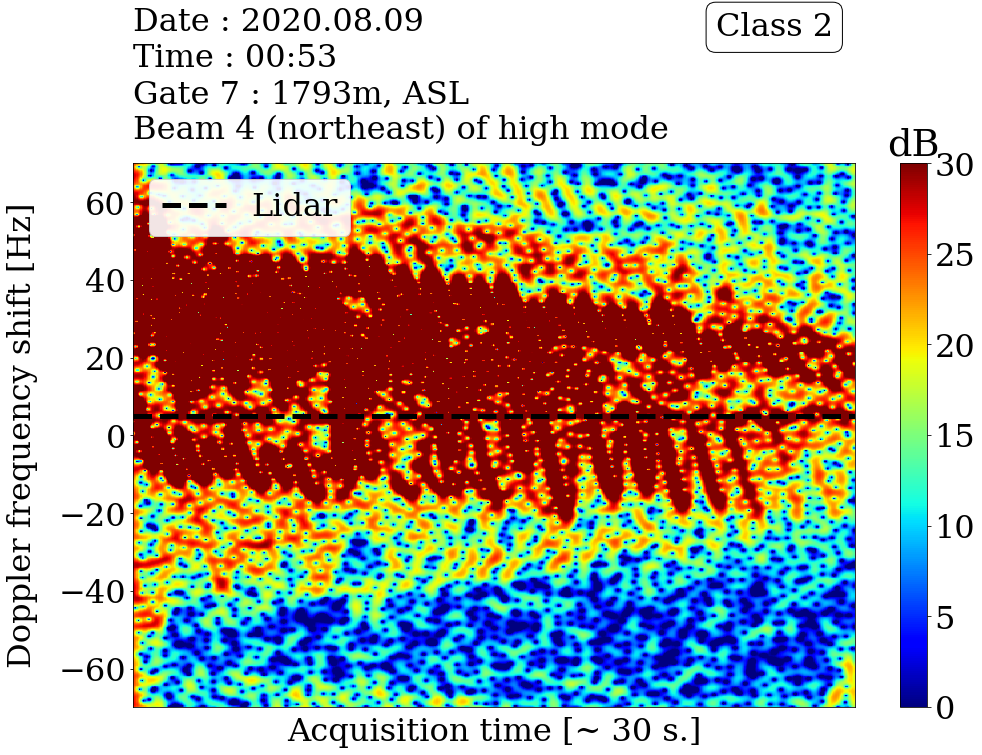 Date : 2020.08.09
Time : 00:53
Gate 7 : 1793m, ASL
Beam 4 (northeast) of high mode
Class 2
dB
Lidar
Doppler frequency shift [Hz]
60
40
20
0
−20
−40
−60
30
25
20
15
10
5
0
Acquisition time [~ 30 s.]